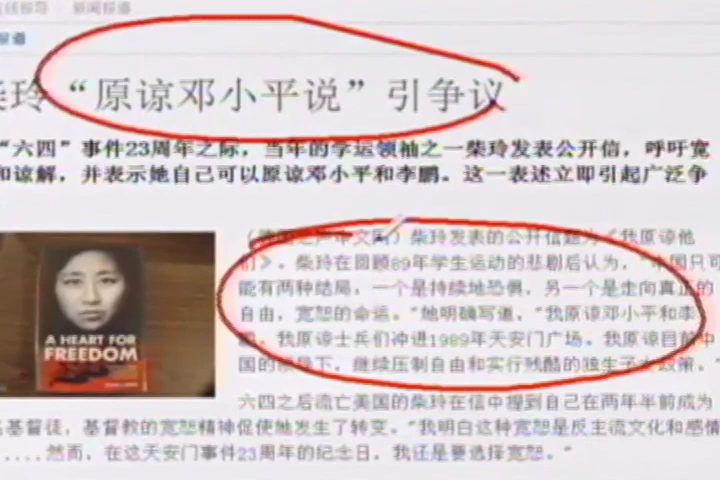 报道
玲 “原谅邓小平说” 引争议
“六四”事件23周年之际，当年的学运领袖之一柴玲发表公开信，呼吁宽
和谅解，并表示她自己可以原谅邓小平和李鹏。这一表述立即引起广泛争
柴玲发表的公开信题为“我原谅他
们》。柴玲在回顾89年学生运动的悲剧后认为，“中国只可
能有两种结局，一个是持续地恐惧，另一个是走向真正的
自由，宽恕的命运。”她明确写道，“我原谅邓小平和李
我原谅士兵们冲进1989年天安门广场。我原谅目前中
国的领导下，继续压制自由和实行残酷的独生子女政策。
A HEART FOR
FREEDOM
六四之后流亡美国的柴玲在信中提到自己在两年半前成为
名基督徒，基督教的宽恕精神促使她发生了转变。“我明白这种宽恕是反主流文化和感情
.....然而，在这天安门事件23周年的纪念日，我还是要选择宽恕。”